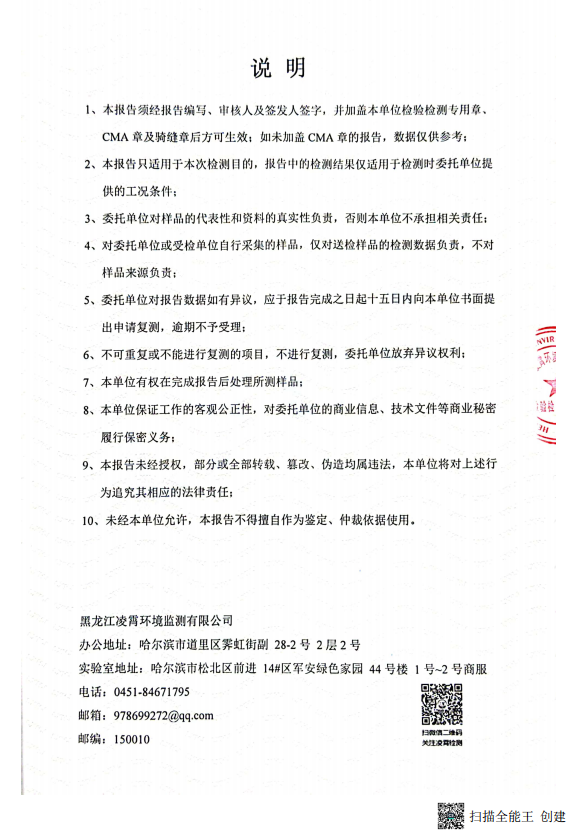 说 明
1、本报告须经报告编写、审核人及签发人签字，并加盖本单位检验检测专用章、
CMA 章及骑缝章后方可生效；如未加盖 CMA 章的报告，数据仅供参考；
2、本报告只适用于本次检测目的，报告中的检测结果仅适用于检测时委托单位提
供的工况条件；
3、委托单位对样品的代表性和资料的真实性负责，否则本单位不承担相关责任；
4、对委托单位或受检单位自行采集的样品，仅对送检样品的检测数据负责，不对
样品来源负责；
5、委托单位对报告数据如有异议，应于报告完成之日起十五日内向本单位书面提
出申请复测，逾期不予受理；
6、不可重复或不能进行复测的项目，不进行复测，委托单位放弃异议权利；
7、本单位有权在完成报告后处理所测样品；
8、本单位保证工作的客观公正性，对委托单位的商业信息、技术文件等商业秘密
履行保密义务；
9、本报告未经授权，部分或全部转载、篡改、伪造均属违法，本单位将对上述行
为追究其相应的法律责任；
10、未经本单位允许，本报告不得擅自作为鉴定、仲裁依据使用。
黑龙江凌霄环境监测有限公司
办公地址：哈尔滨市道里区霁虹街副 28-2 号 2 层 2 号
实验室地址：哈尔滨市松北区前进 14#区军安绿色家园 44 号楼 1 号~2 号商服
电话：0451-84671795
邮箱：978699272@qq.com
邮编：150010
扫微信二维码
关注凌霄检测
扫描全能王 创建